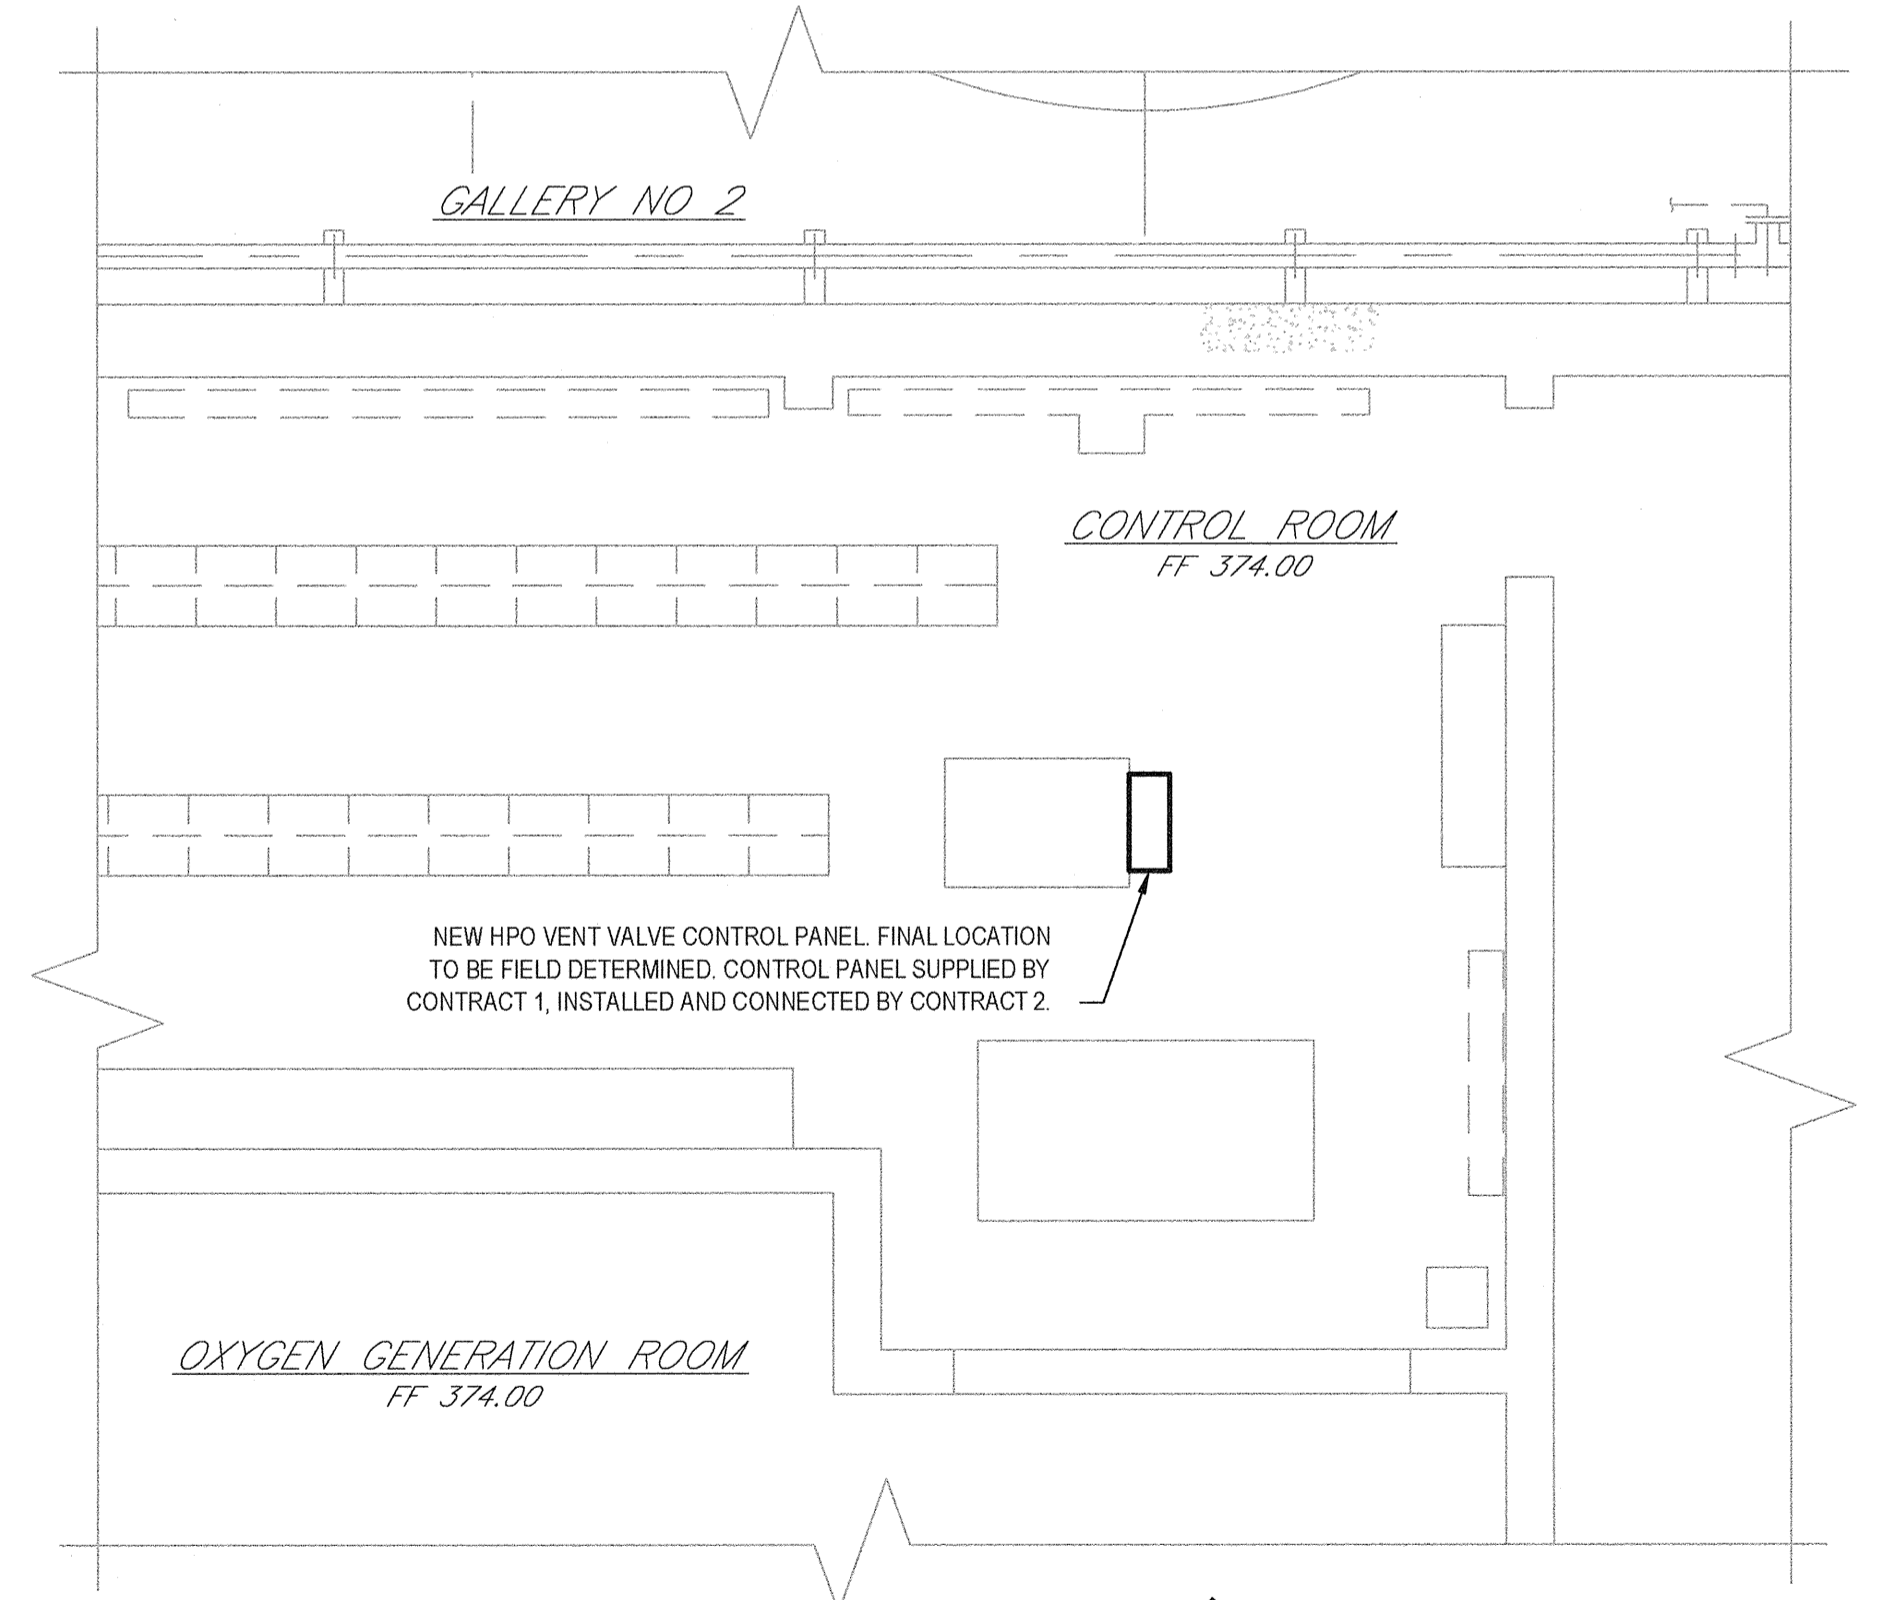 GALLERY NO 2
CONTROL ROOM
FF 374.00
NEW HPO VENT VALVE CONTROL PANEL. FINAL LOCATION
TO BE FIELD DETERMINED. CONTROL PANEL SUPPLIED BY
CONTRACT 1, INSTALLED AND CONNECTED BY CONTRACT 2.
OXYGEN GENERATION ROOM
FF 374.00